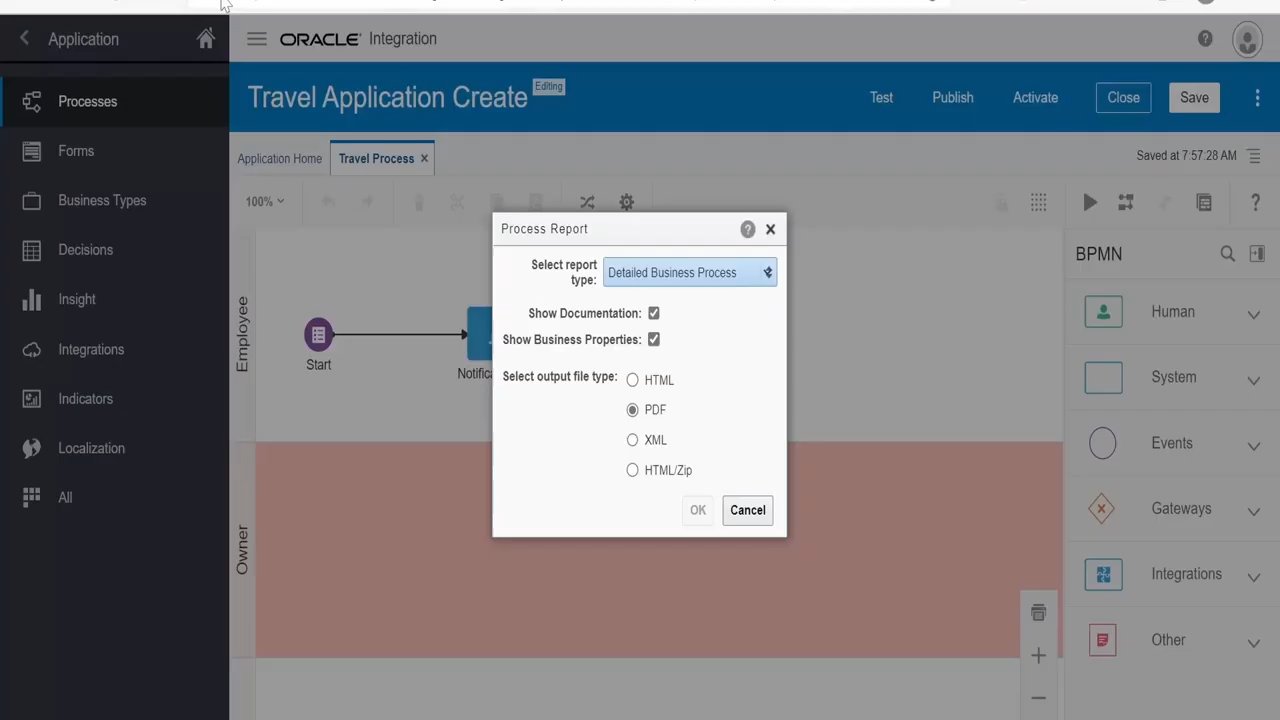 Application
ORACLE Integration
Processes
Forms
Business Types
Decisions
Insight
Integrations
Indicators
Localization
All
Travel Application Create
Editing
Test
Publish
Activate
Close
Save
Application Home
Travel Process
Saved at 7:57:28 AM
100%
Employee
Start
Notifica
Owner
Process Report
Select report
type:
Detailed Business Process
Show Documentation:
Show Business Properties:
Select output file type:
HTML
PDF
XML
HTML/Zip
OK
Cancel
BPMN
Human
System
Events
Gateways
Integrations
Other